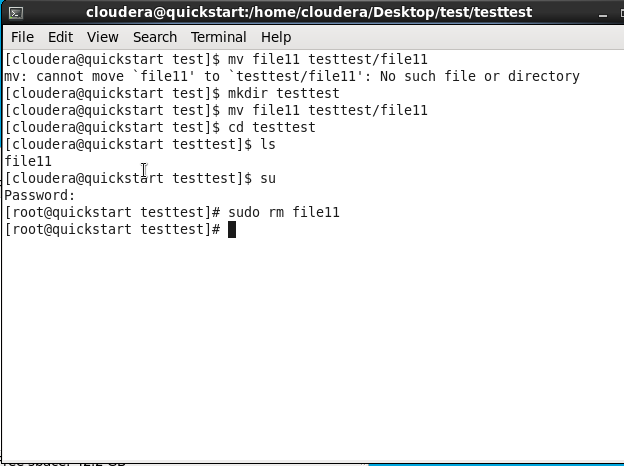 cloudera@quickstart:/home/cloudera/Desktop/test/testtest
File Edit View Search Terminal Help
[cloudera@quickstart test]$ mv file11 testtest/file11
mv: cannot move `file11' to `testtest/file11': No such file or directory
[cloudera@quickstart test]$ mkdir testtest
[cloudera@quickstart test]$ mv file11 testtest/file11
[cloudera@quickstart test]$ cd testtest
[cloudera@quickstart testtest]$ ls
file11
[cloudera@quickstart testtest]$ su
Password:
[root@quickstart testtest]# sudo rm file11
[root@quickstart testtest]#